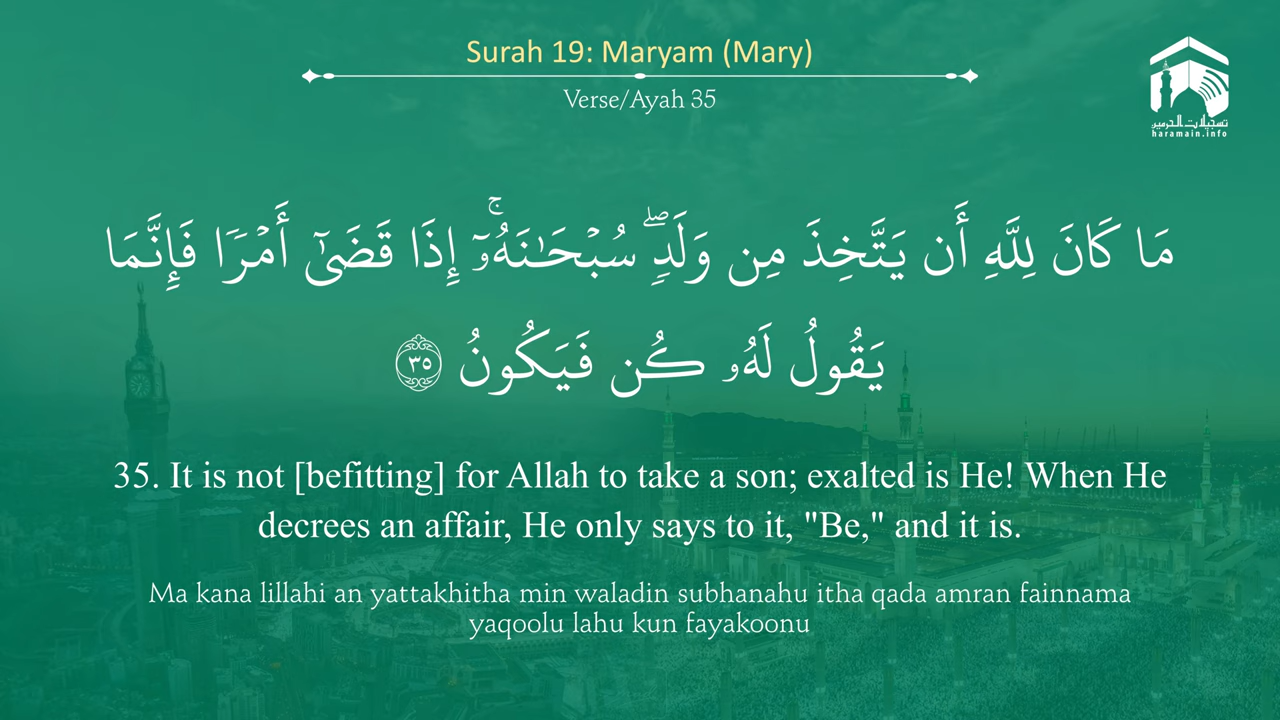 Surah 19: Maryam (Mary)
Verse/Ayah 35
تسجيلات الحرمين
haramain.info
مَا كَانَ لِلَّهِ أَن يَتَّخِذَ مِن وَلَدٖۖ سُبۡحَٰنَهُۥٓۚ إِذَا قَضَىٰٓ أَمۡرٗا فَإِنَّمَا
يَقُولُ لَهُۥ كُن فَيَكُونُ ٣٥
35. It is not [befitting] for Allah to take a son; exalted is He! When He
decrees an affair, He only says to it, "Be," and it is.
Ma kana lillahi an yattakhitha min waladin subhanahu itha qada amran fainnama
yaqoolu lahu kun fayakoonu